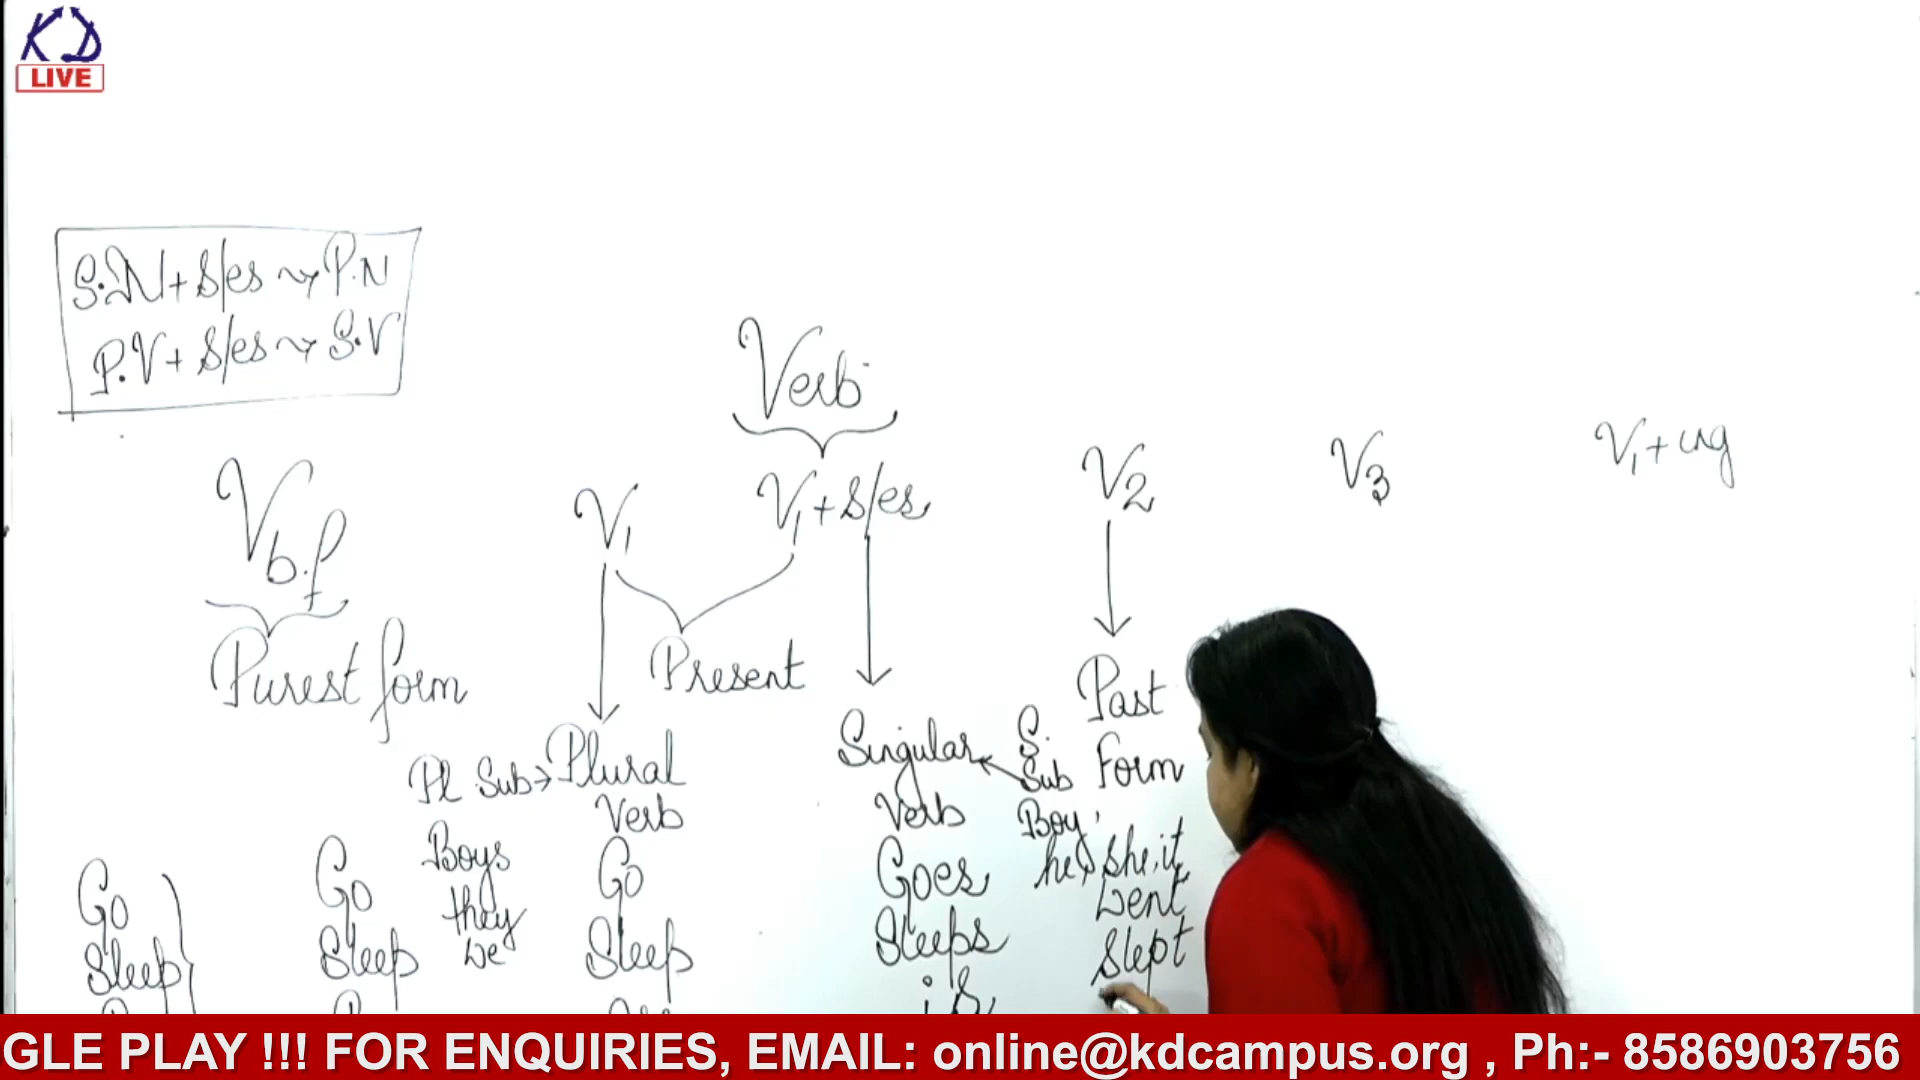 KD
LIVE
S.N + s/es → P.N
P.V + s/es → S.V
Verb
V b.f
V1
V1 + s/es
V2
V3
V1 + ing
Purest form
Present
Past
Form
Pl Sub → Plural
Verb
Singular
Verb
S.
Sub
Boy,
he, she, it
Boys
they
we
Go
Sleep
Go
Sleep
Go
Sleep
Goes
Sleeps
is
Went
Slept
GLE PLAY !!! FOR ENQUIRIES, EMAIL: online@kdcampus.org , Ph:- 8586903756